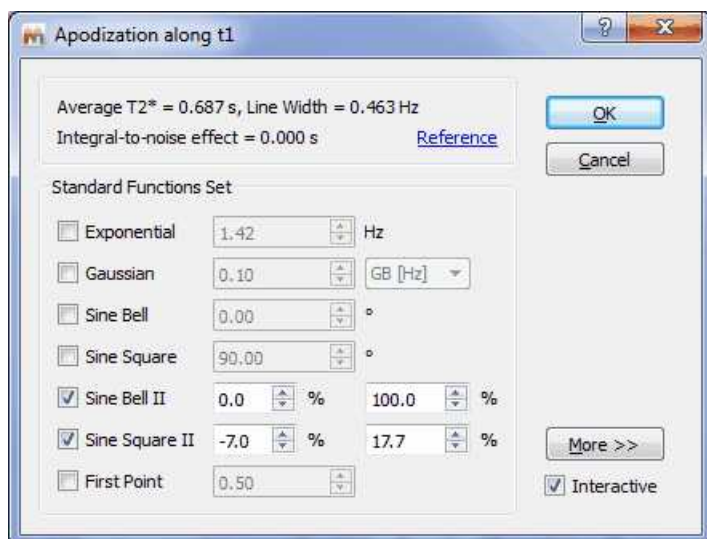 Apodization along t1
Average T2* = 0.687 s, Line Width = 0.463 Hz
Integral-to-noise effect = 0.000 s Reference
OK
Cancel
Standard Functions Set
Exponential 1.42 Hz
Gaussian 0.10 GB [Hz]
Sine Bell 0.00 °
Sine Square 90.00 °
Sine Bell II 0.0 % 100.0 %
Sine Square II -7.0 % 17.7 %
First Point 0.50
More >>
Interactive